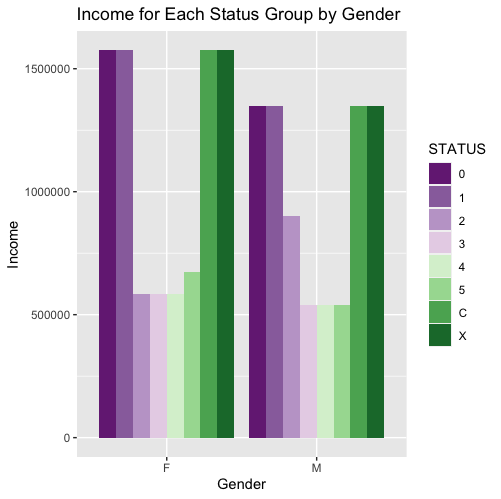 Income for Each Status Group by Gender
1500000
1000000
500000
0
Income
F
M
Gender
STATUS
0
1
2
3
4
5
C
X